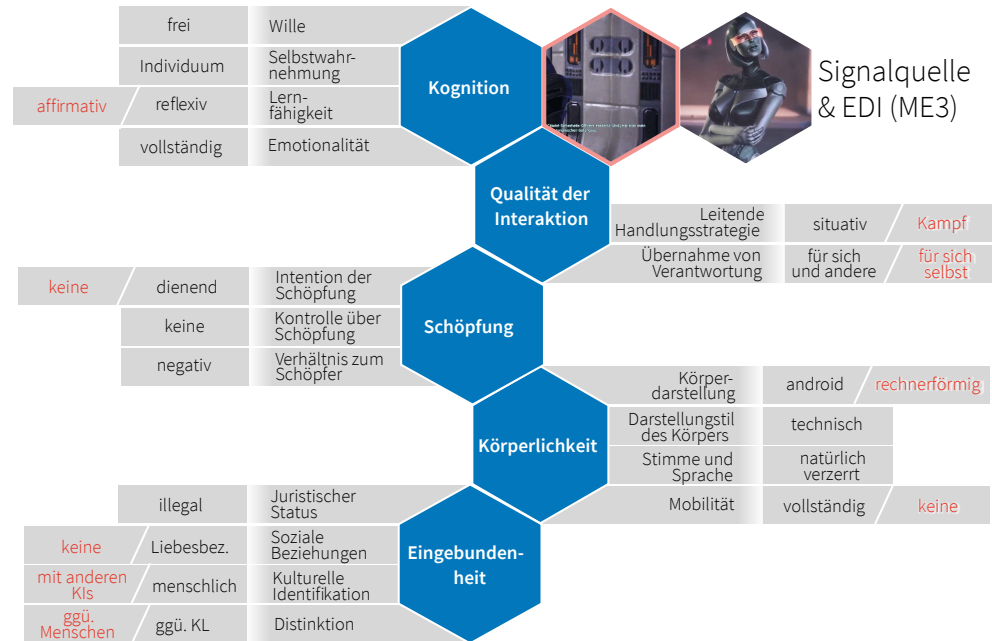 Signalquelle
& EDI (ME3)
Kognition
frei Wille
Individuum Selbstwahr-
nehmung
affirmativ / reflexiv Lern-
fähigkeit
vollständig Emotionalität
Qualität der
Interaktion
Leitende
Handlungsstrategie situativ / Kampf
Übernahme von
Verantwortung
für sich
und andere
für sich
selbst
Schöpfung
keine / dienend Intention der
Schöpfung
keine Kontrolle über
Schöpfung
negativ Verhältnis zum
Schöpfer
Körperlichkeit
Körper-
darstellung android / rechnerförmig
Darstellungstil
des Körpers technisch
Stimme und
Sprache
natürlich
verzerrt
Mobilität vollständig / keine
Eingebunden-
heit
illegal Juristischer
Status
keine / Liebesbez. Soziale
Beziehungen
mit anderen
KIs
menschlich Kulturelle
Identifikation
ggü.
Menschen
ggü. KL Distinktion